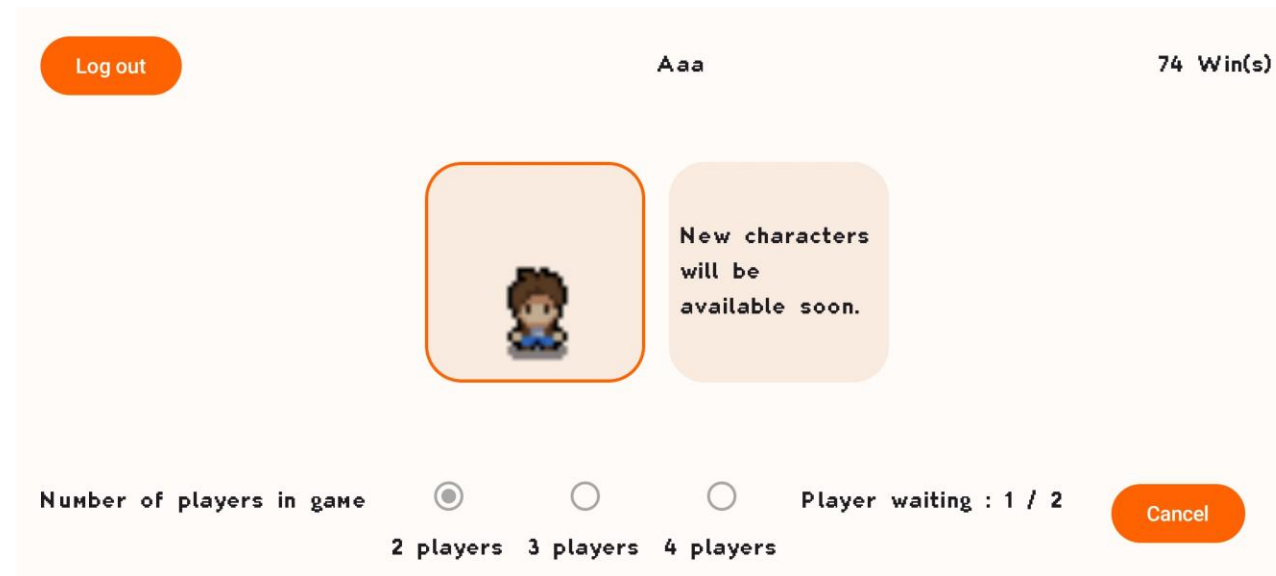 Log out
Aaa
74 Win(s)
New characters
will be
available soon.
Number of players in game
2 players
3 players
4 players
Player waiting : 1 / 2
Cancel